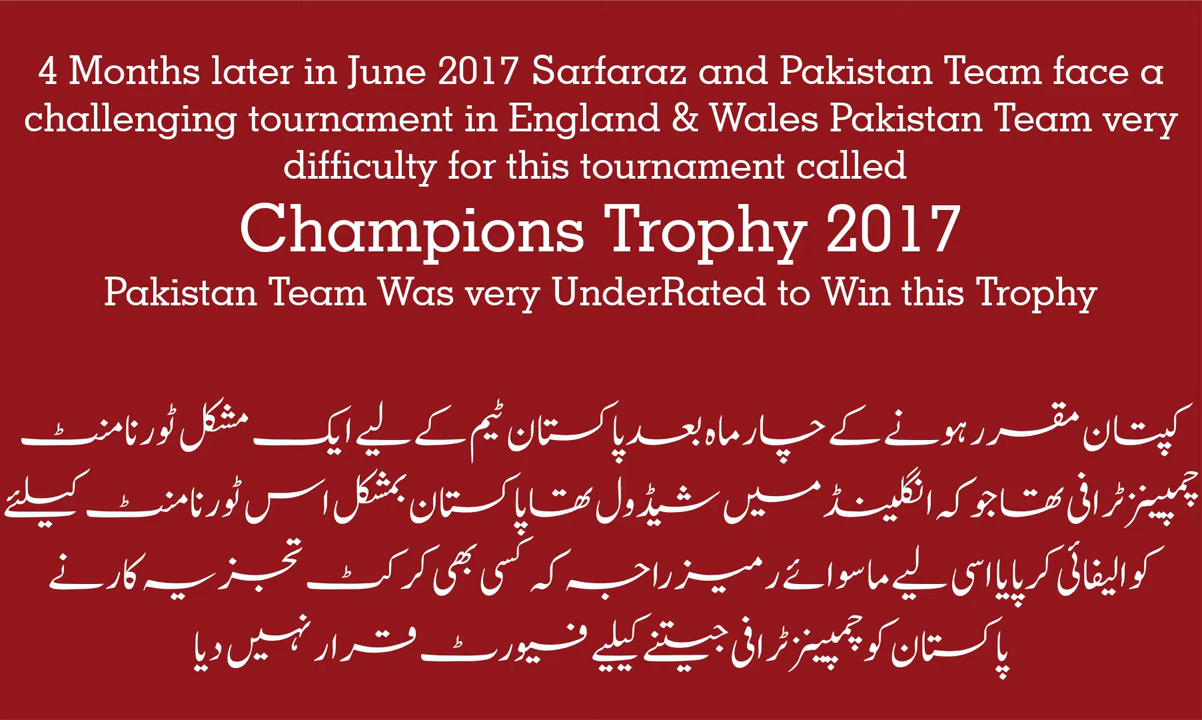 4 Months later in June 2017 Sarfaraz and Pakistan Team face a
challenging tournament in England & Wales Pakistan Team very
difficulty for this tournament called
Champions Trophy 2017
Pakistan Team Was very UnderRated to Win this Trophy
کپتان مقرر ہونے کے چار ماہ بعد پاکستان ٹیم کے لیے ایک مشکل ٹورنامنٹ
چمپینز ٹرافی تھا جو کہ انگلینڈ میں شیڈول تھا پاکستان بمشکل اس ٹورنامنٹ کیلئے
کوالیفائی کر پایا اسی لیے ماسوائے رمیز راجہ کہ کسی بھی کرکٹ تجزیہ کار نے
پاکستان کو چمپینز ٹرافی جیتنے کیلیے فیورٹ قرار نہیں دیا